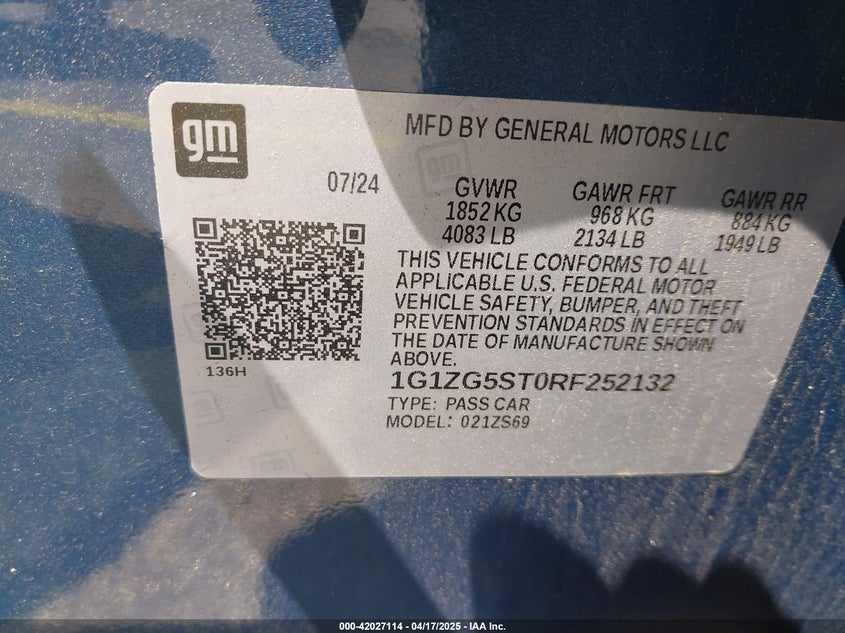 gm
MFD BY GENERAL MOTORS LLC
07/24
GVWR
1852 KG
4083 LB
GAWR FRT
968 KG
2134 LB
GAWR RR
884 KG
1949 LB
THIS VEHICLE CONFORMS TO ALL
APPLICABLE U.S. FEDERAL MOTOR
VEHICLE SAFETY, BUMPER, AND THEFT
PREVENTION STANDARDS IN EFFECT ON
THE DATE OF MANUFACTURE SHOWN
ABOVE.
136H
1G1ZG5ST0RF252132
TYPE: PASS CAR
MODEL: 021ZS69
000-42027114 - 04/17/2025 - IAA Inc.